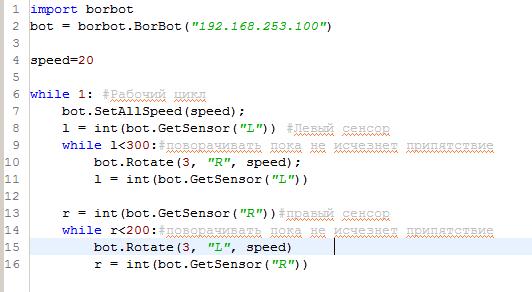 1 import borbot
2 bot = borbot.BorBot("192.168.253.100")
3
4 speed=20
5
6 while 1: #Рабочий цикл
7     bot.SetAllSpeed(speed);
8     l = int(bot.GetSensor("L")) #Левый сенсор
9     while l<300:#поворачивать пока не исчезнет припятствие
10         bot.Rotate(3, "R", speed);
11         l = int(bot.GetSensor("L"))
12
13     r = int(bot.GetSensor("R"))#правый сенсор
14     while r<200:#поворачивать пока не исчезнет припятствие
15         bot.Rotate(3, "L", speed)
16         r = int(bot.GetSensor("R"))